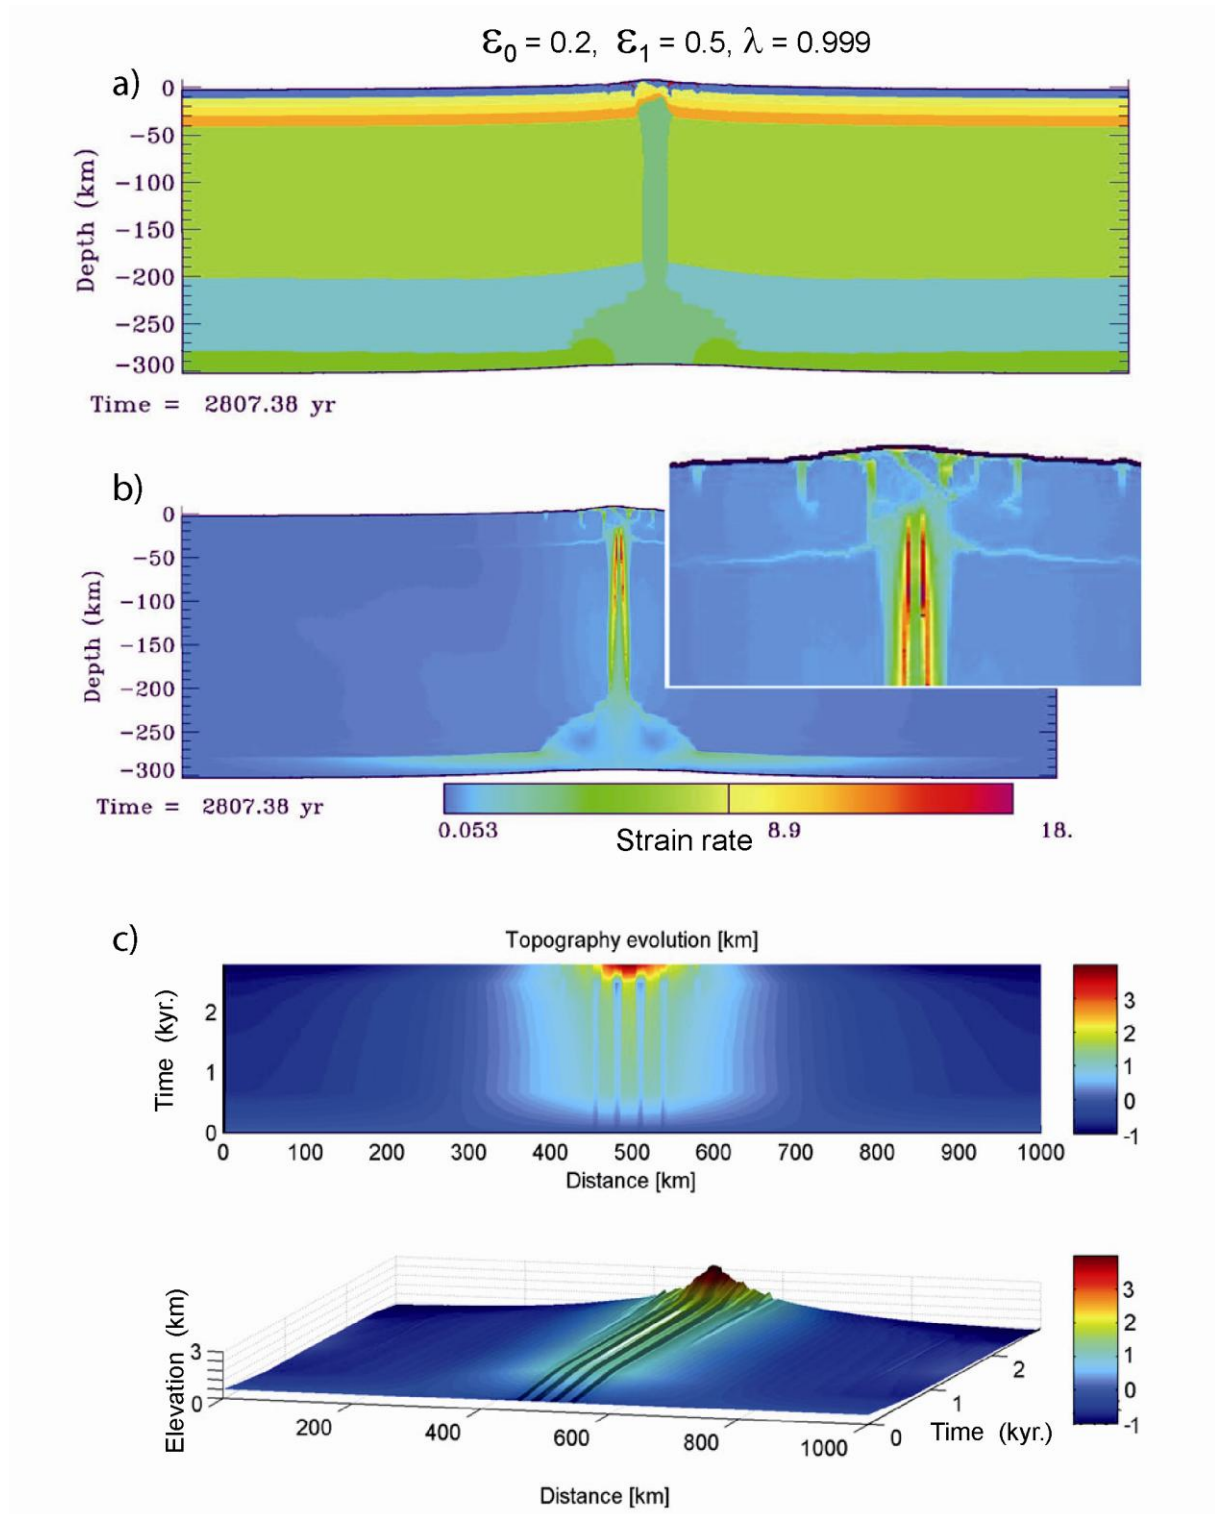 ε0 = 0.2, ε1 = 0.5, λ = 0.999
a)
0
−50
−100
−150
−200
−250
−300
Depth (km)
Time = 2807.38 yr
b)
0
−50
−100
−150
−200
−250
−300
Depth (km)
Time = 2807.38 yr
0.053
8.9
18.
Strain rate
c)
Topography evolution [km]
Time (kyr.)
2
1
0
0 100 200 300 400 500 600 700 800 900 1000
Distance [km]
3
2
1
0
-1
Elevation (km)
3
0
200
400
600
800
1000
Distance [km]
0
1
2
Time (kyr.)
3
2
1
0
-1